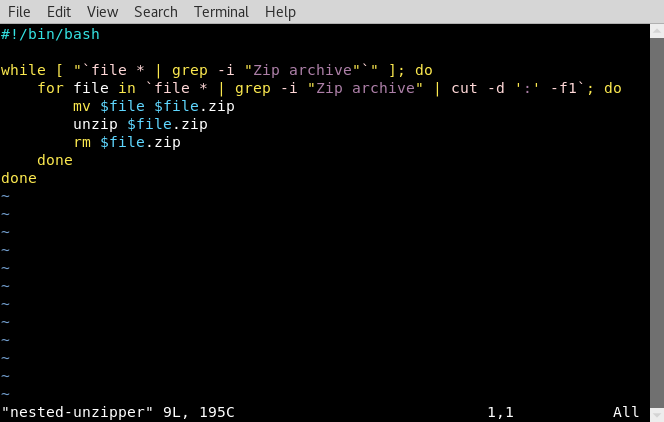 File Edit View Search Terminal Help
#!/bin/bash

while [ "`file * | grep -i "Zip archive"`" ]; do
    for file in `file * | grep -i "Zip archive" | cut -d ':' -f1`; do
        mv $file $file.zip
        unzip $file.zip
        rm $file.zip
    done
done
~
~
~
~
~
~
~
~
~
~
~
~
"nested-unzipper" 9L, 195C 1,1 All